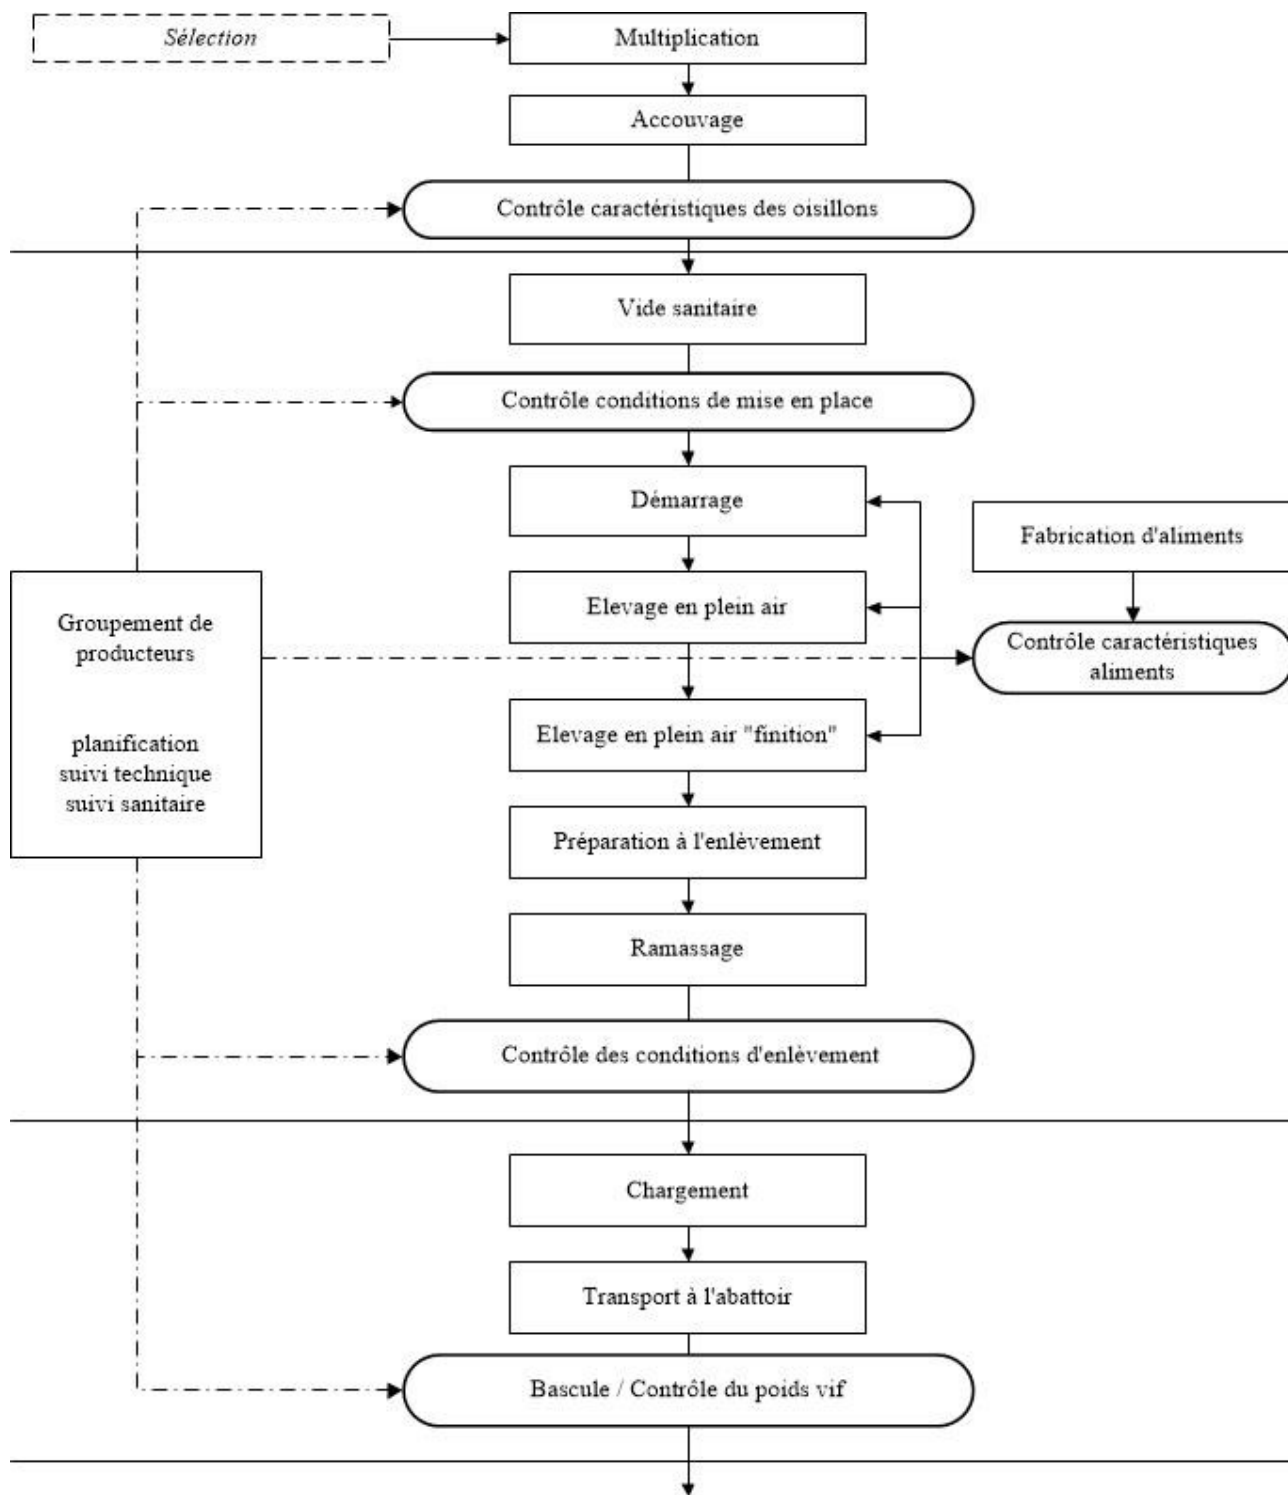 Sélection
Multiplication
Accouvage
Contrôle caractéristiques des oisillons
Vide sanitaire
Contrôle conditions de mise en place
Démarrage
Fabrication d'aliments
Elevage en plein air
Groupement de
producteurs
planification
suivi technique
suivi sanitaire
Contrôle caractéristiques
aliments
Elevage en plein air "finition"
Préparation à l'enlèvement
Ramassage
Contrôle des conditions d'enlèvement
Chargement
Transport à l'abattoir
Bascule / Contrôle du poids vif